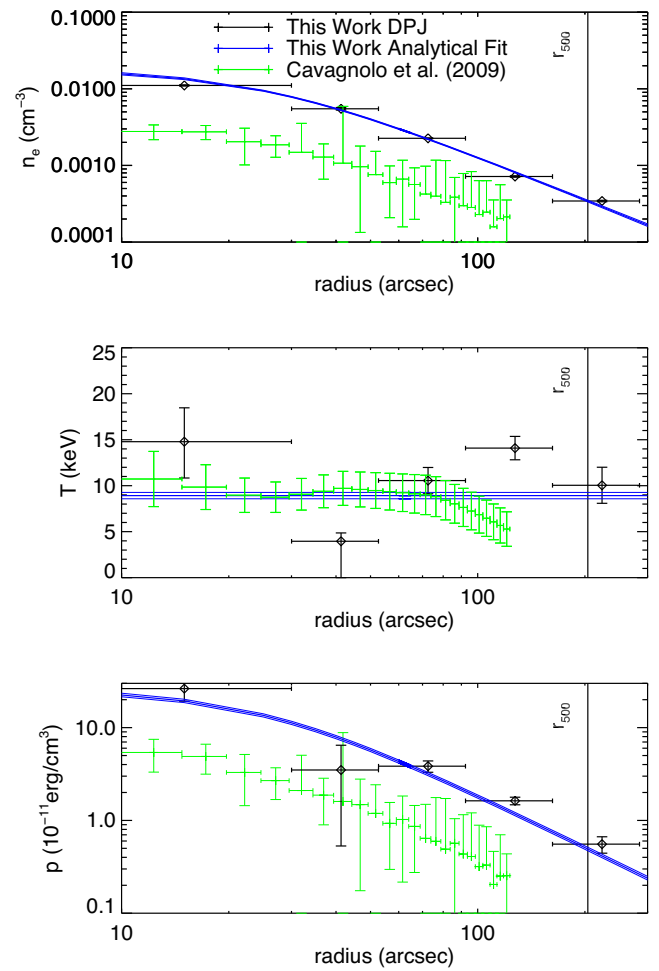 This Work DPJ
This Work Analytical Fit
Cavagnolo et al. (2009)
r500
0.1000
0.0100
0.0010
0.0001
ne (cm−3)
10
100
radius (arcsec)
25
20
15
10
5
0
T (keV)
r500
10
100
radius (arcsec)
10.0
1.0
0.1
p (10−11erg/cm3)
r500
10
100
radius (arcsec)